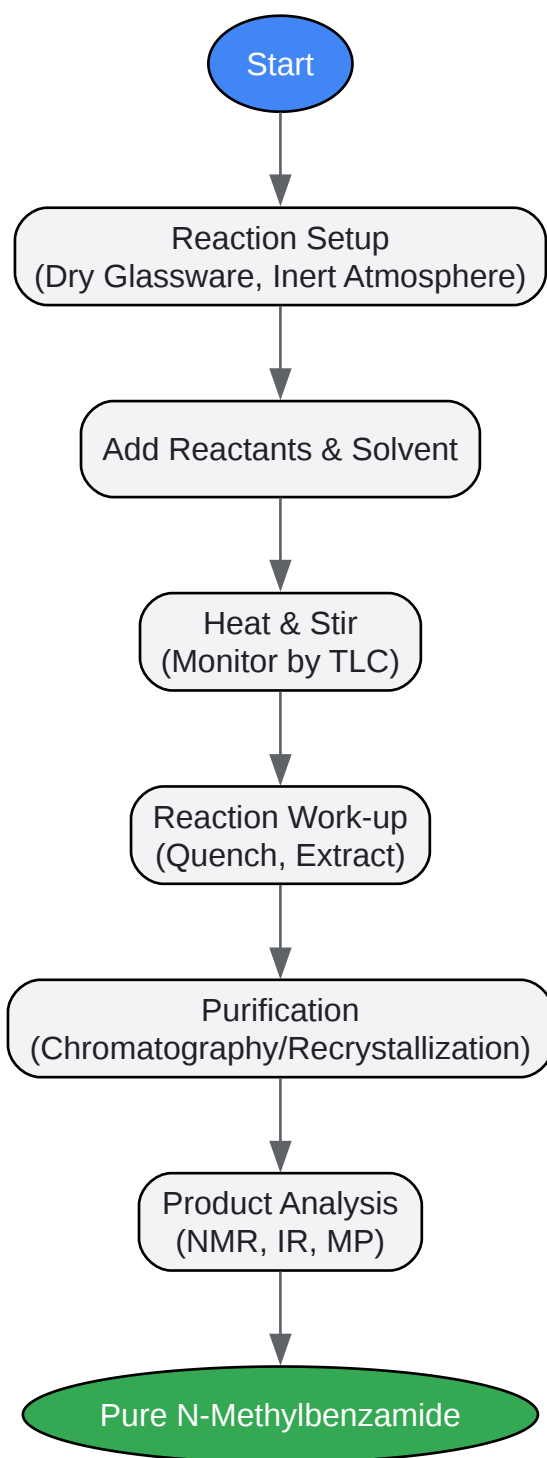 Start
Reaction Setup
(Dry Glassware, Inert Atmosphere)
Add Reactants & Solvent
Heat & Stir
(Monitor by TLC)
Reaction Work-up
(Quench, Extract)
Purification
(Chromatography/Recrystallization)
Product Analysis
(NMR, IR, MP)
Pure N-Methylbenzamide